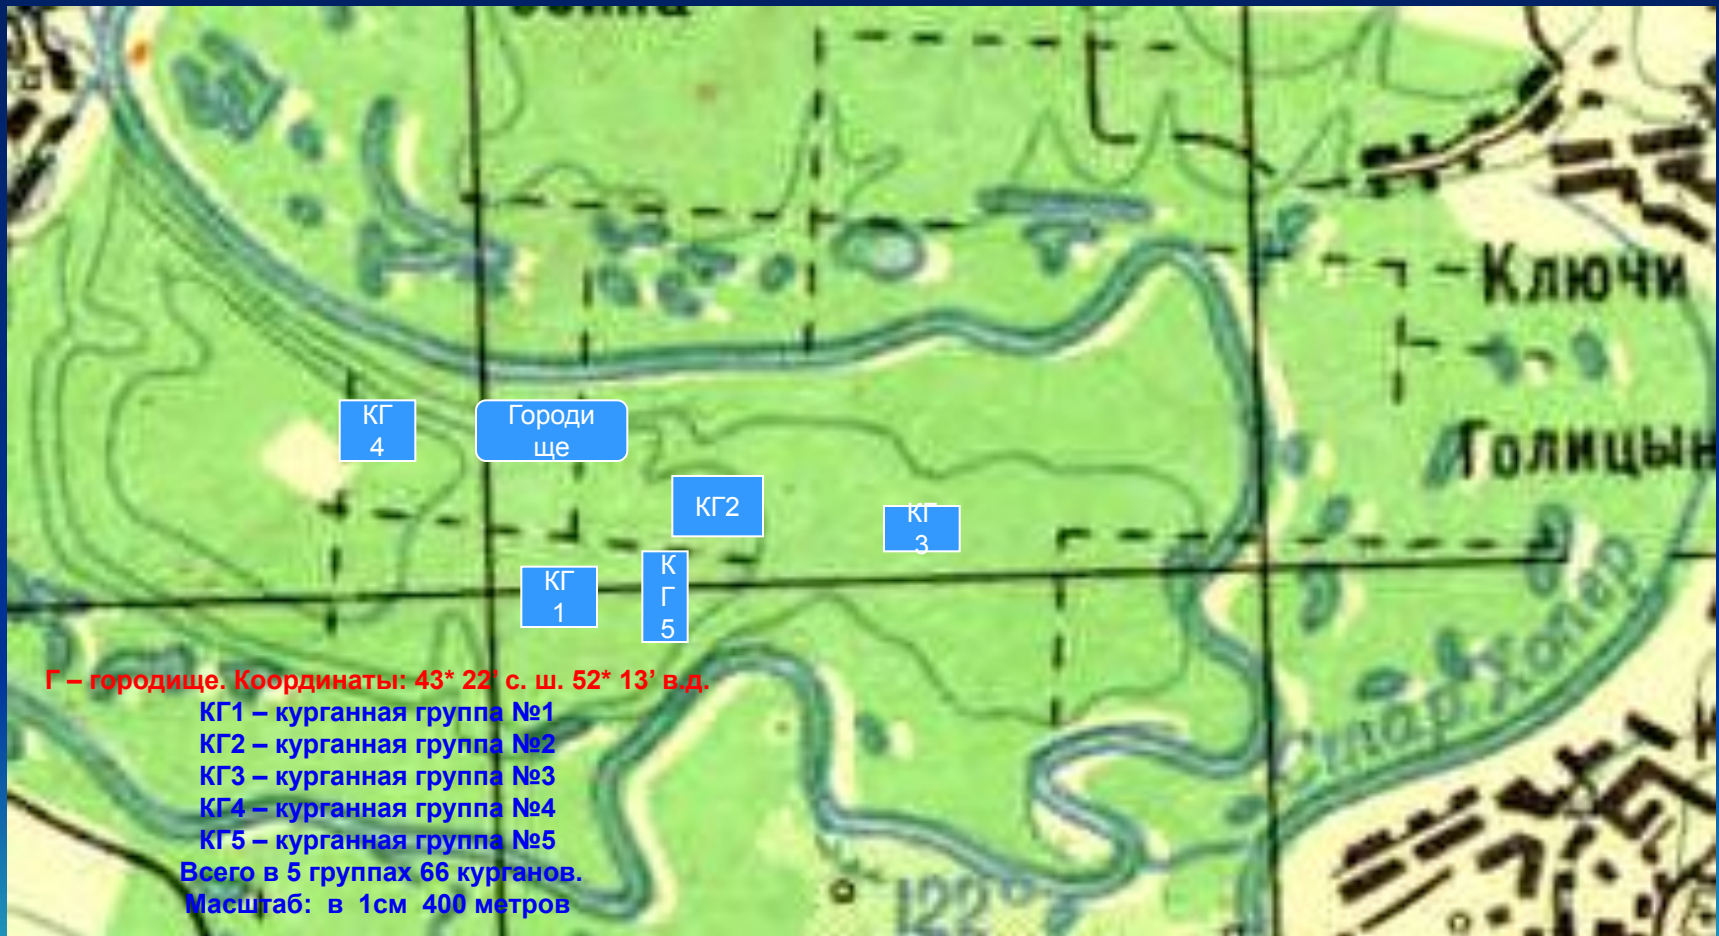 Ключи
КГ
4
Городи
ще
Голицын
КГ2
КГ
3
КГ
1
К
Г
5
Стар. Хопер
Г – городище. Координаты: 43* 22’ с. ш. 52* 13’ в.д.
КГ1 – курганная группа №1
КГ2 – курганная группа №2
КГ3 – курганная группа №3
КГ4 – курганная группа №4
КГ5 – курганная группа №5
Всего в 5 группах 66 курганов.
Масштаб: в 1см 400 метров